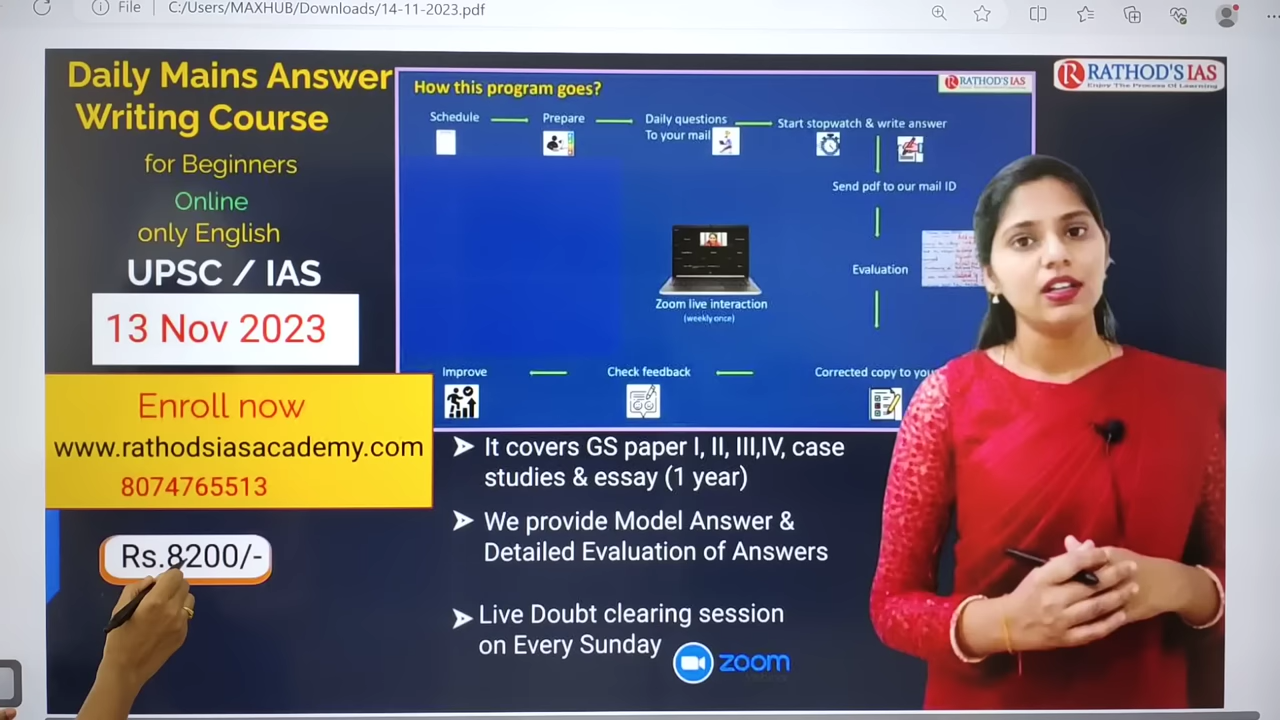 File
C:/Users/MAXHUB/Downloads/14-11-2023.pdf
Daily Mains Answer
Writing Course
for Beginners
Online
only English
UPSC / IAS
13 Nov 2023
Enroll now
www.rathodsiasacademy.com
8074765513
Rs.8200/-
How this program goes?
RATHOD'S IAS
Schedule
Prepare
Daily questions
To your mail
Start stopwatch & write answer
Send pdf to our mail ID
Evaluation
Zoom live interaction
(weekly once)
Corrected copy to you
Check feedback
Improve
RATHOD'S IAS
Enjoy The Process Of Learning
It covers GS paper I, II, III,IV, case
studies & essay (1 year)
We provide Model Answer &
Detailed Evaluation of Answers
Live Doubt clearing session
on Every Sunday
zoom